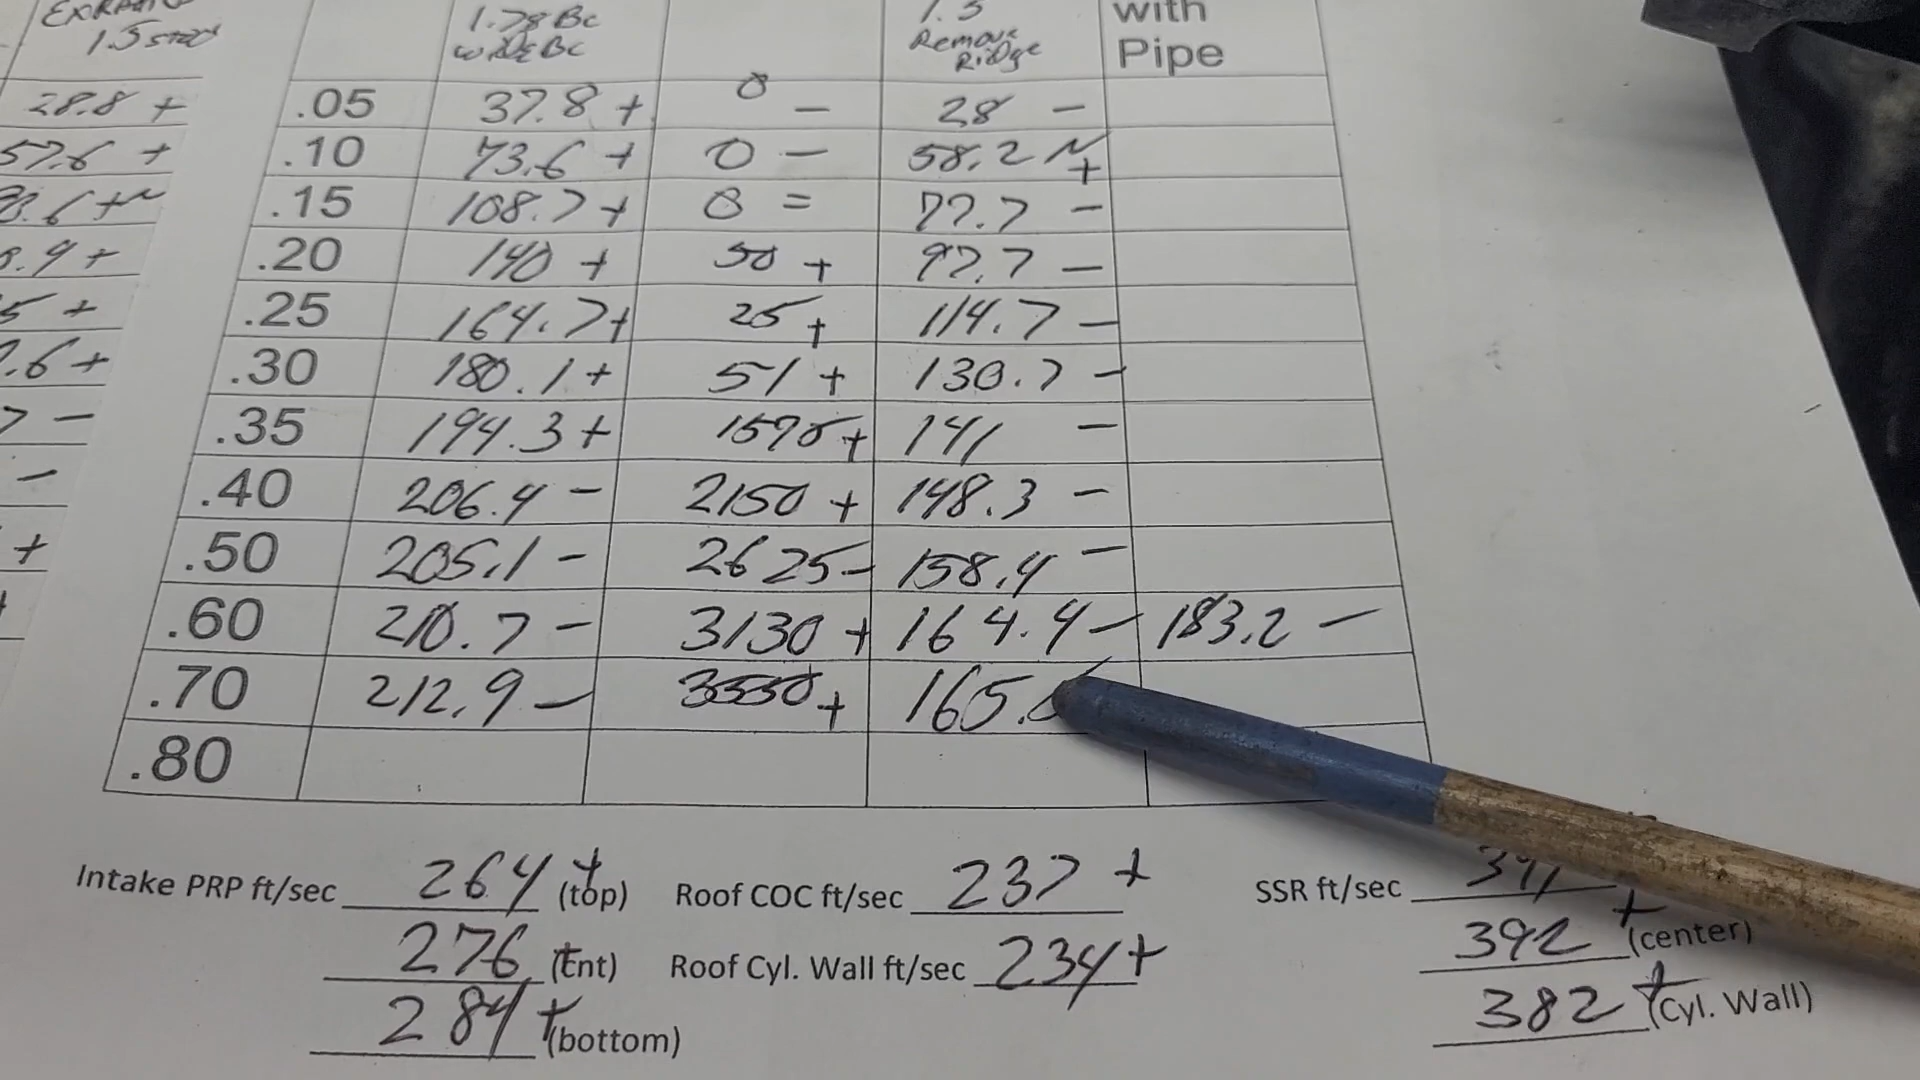 1.5
1.78 Bc
1.5
with
Remove
Ridge
Pipe
28.8 +
.05 37.8 + 0 - 28 -
57.6 +
.10 73.6 + 0 - 58.2 ~ +
.15 108.7 + 0 = 77.7 -
.20 140 + 50 + 97.7 -
.25 164.7 + 25 + 114.7 -
.30 180.1 + 51 + 130.7 -
.35 194.3 + 1575 + 141 -
.40 206.4 - 2150 + 148.3 -
.50 205.1 - 2625 - 158.4 -
.60 210.7 - 3130 + 164.4 - 183.2 -
.70 212.9 - 3550 + 165.
.80
Intake PRP ft/sec 264 + (top) Roof COC ft/sec 237 + SSR ft/sec 391
276 + (Cnt) Roof Cyl. Wall ft/sec 234 + 392 + (center)
284 + (bottom) 382 + (Cyl. Wall)